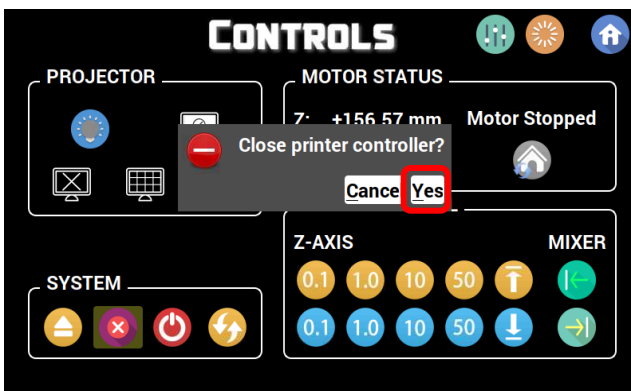 CONTROLS
PROJECTOR
MOTOR STATUS
Z: +156.57 mm
Motor Stopped
Close printer controller?
Cance
Yes
Z-AXIS
MIXER
0.1 1.0 10 50
0.1 1.0 10 50
SYSTEM